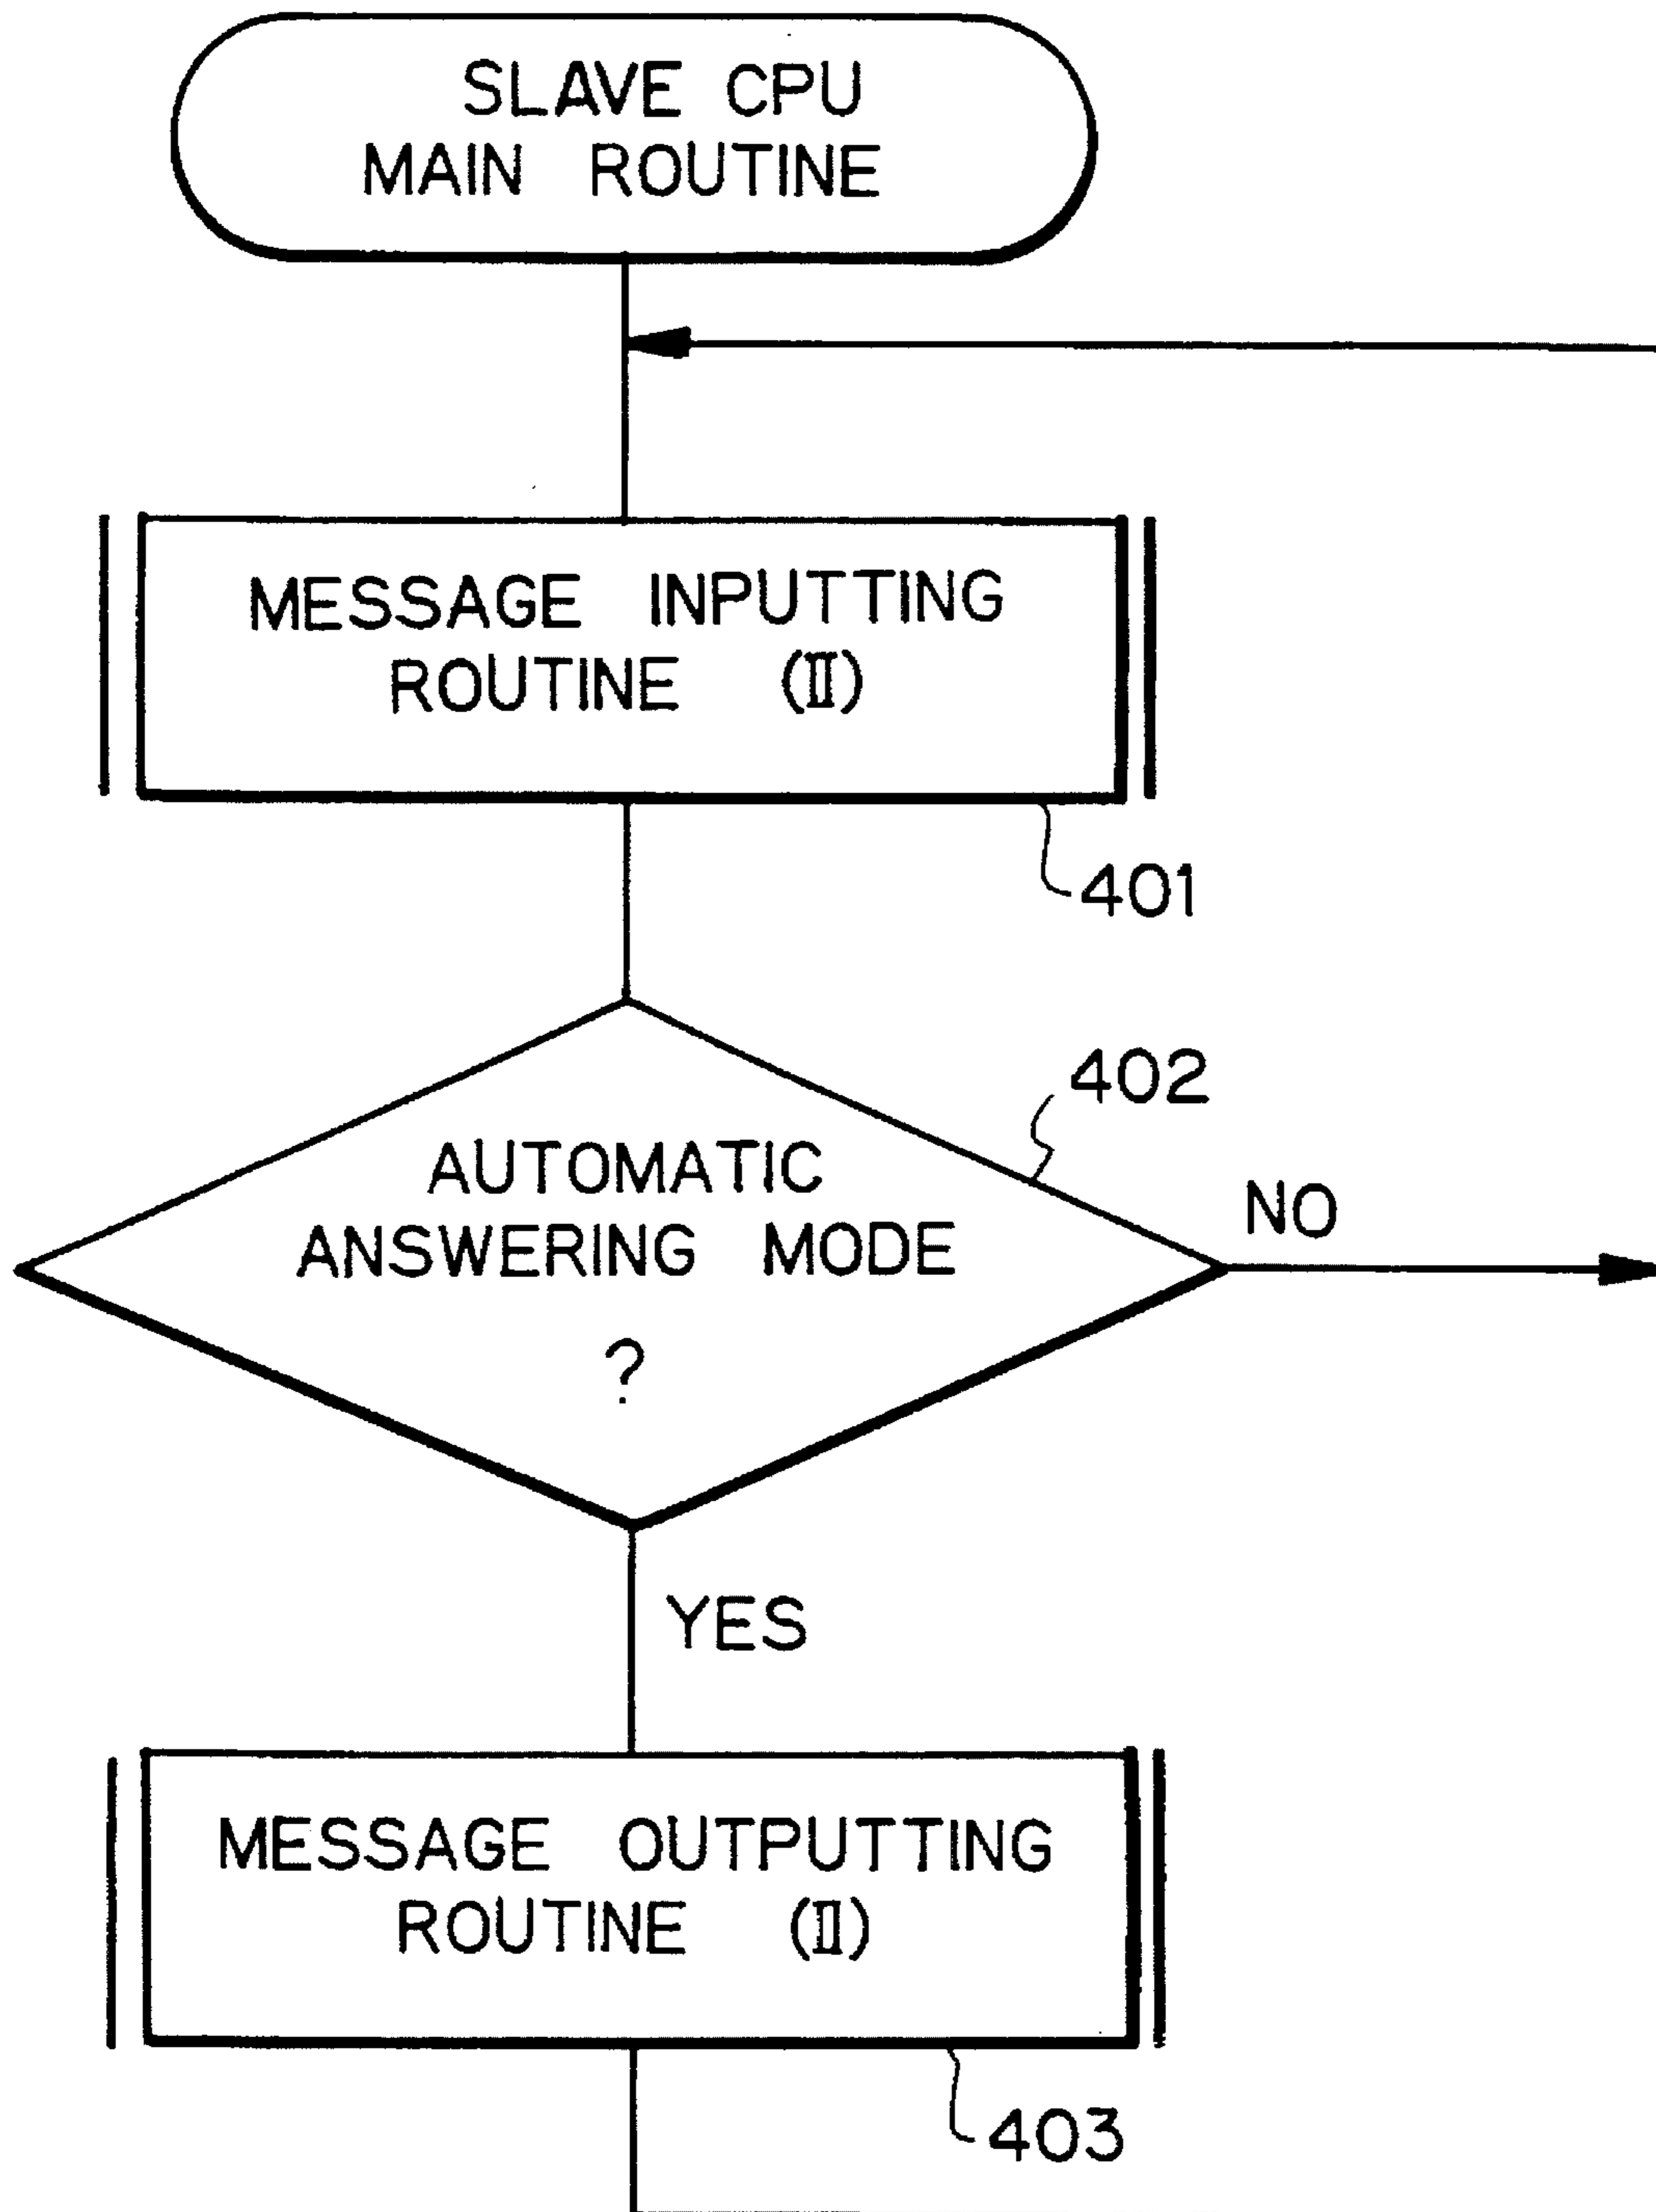 SLAVE CPU
MAIN ROUTINE
MESSAGE INPUTTING
ROUTINE (II)
401
402
AUTOMATIC
ANSWERING MODE
?
NO
YES
MESSAGE OUTPUTTING
ROUTINE (II)
403